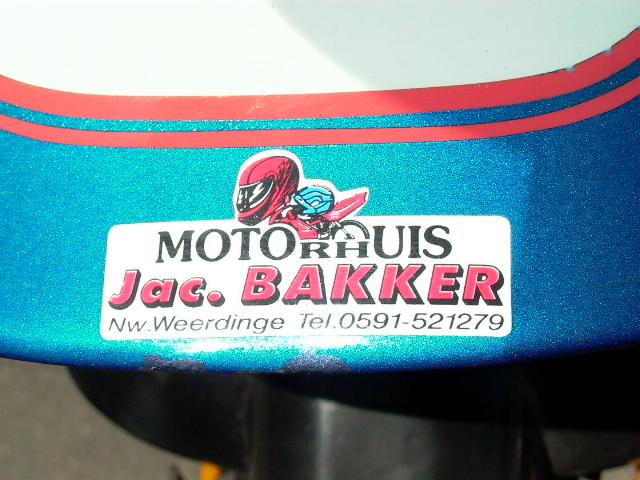 MOTORHUIS
Jac. BAKKER
Nw.Weerdinge Tel.0591-521279